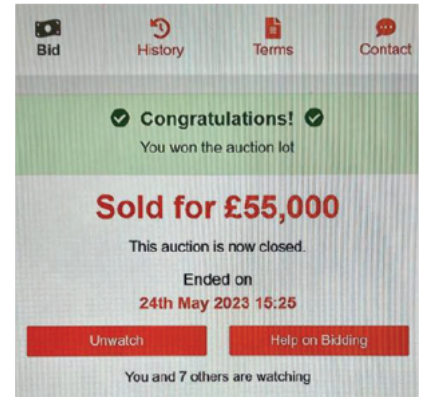 Bid History Terms Contact
Congratulations!
You won the auction lot
Sold for £55,000
This auction is now closed.
Ended on
24th May 2023 15:25
Unwatch Help on Bidding
You and 7 others are watching